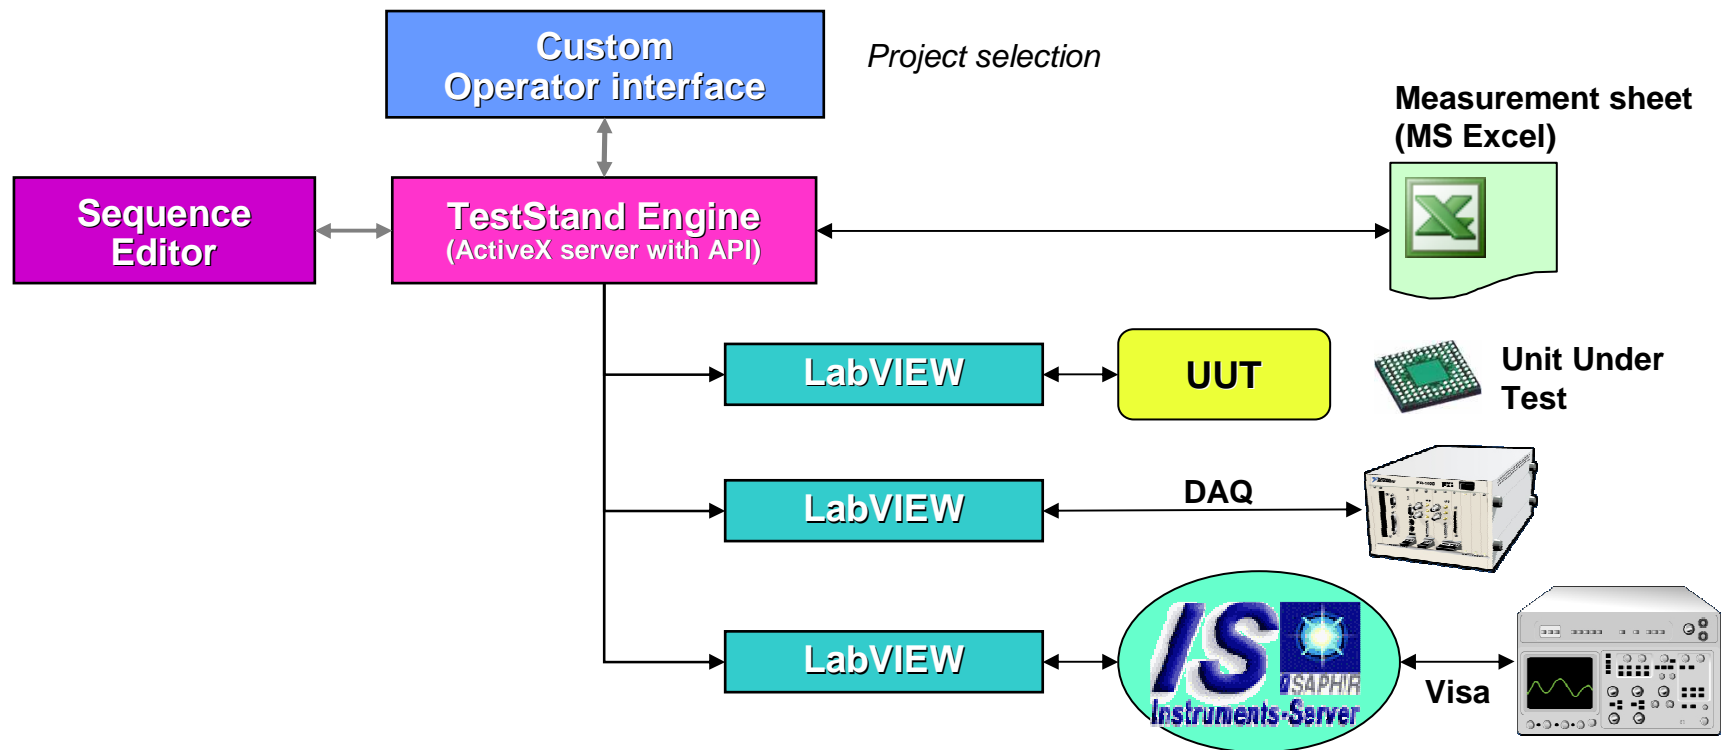 Custom
Operator interface
Project selection
Measurement sheet
(MS Excel)
Sequence
Editor
TestStand Engine
(ActiveX server with API)
LabVIEW
UUT
Unit Under
Test
LabVIEW
DAQ
LabVIEW
IS
SAPHIR
Instruments-Server
Visa